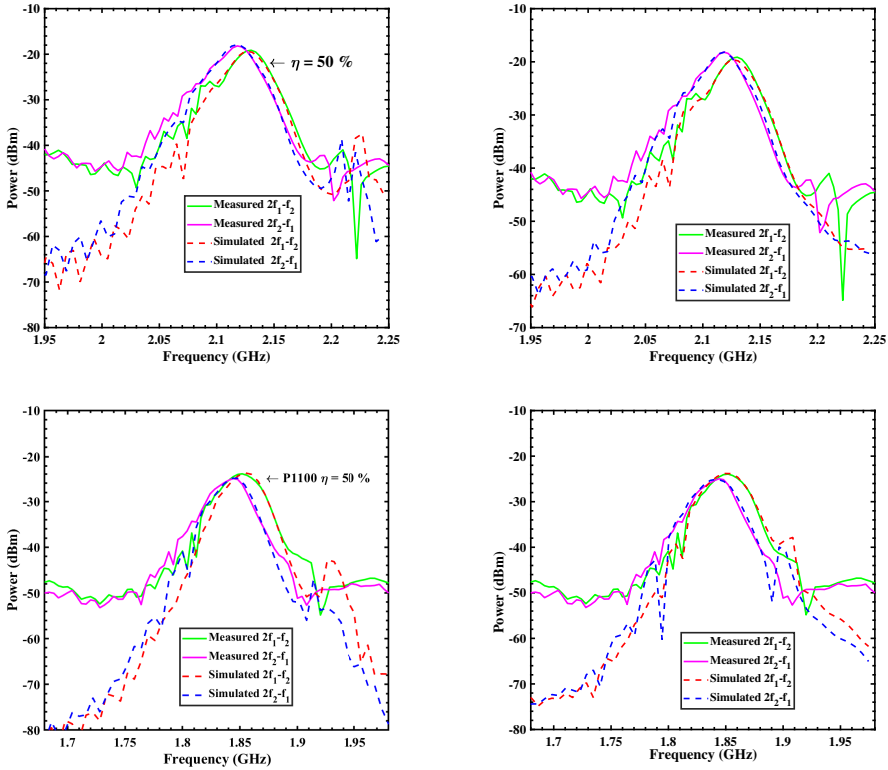 -10
-20
-30
-40
-50
-60
-70
-80
Power (dBm)
← η = 50 %
Measured 2f1-f2
Measured 2f2-f1
Simulated 2f1-f2
Simulated 2f2-f1
1.95 2 2.05 2.1 2.15 2.2 2.25
Frequency (GHz)
-10
-20
-30
-40
-50
-60
-70
Power (dBm)
Measured 2f1-f2
Measured 2f2-f1
Simulated 2f1-f2
Simulated 2f2-f1
1.95 2 2.05 2.1 2.15 2.2 2.25
Frequency (GHz)
-10
-20
-30
-40
-50
-60
-70
-80
Power (dBm)
← P1100 η = 50 %
Measured 2f1-f2
Measured 2f2-f1
Simulated 2f1-f2
Simulated 2f2-f1
1.7 1.75 1.8 1.85 1.9 1.95
Frequency (GHz)
-10
-20
-30
-40
-50
-60
-70
-80
Power (dBm)
Measured 2f1-f2
Measured 2f2-f1
Simulated 2f1-f2
Simulated 2f2-f1
1.7 1.75 1.8 1.85 1.9 1.95
Frequency (GHz)